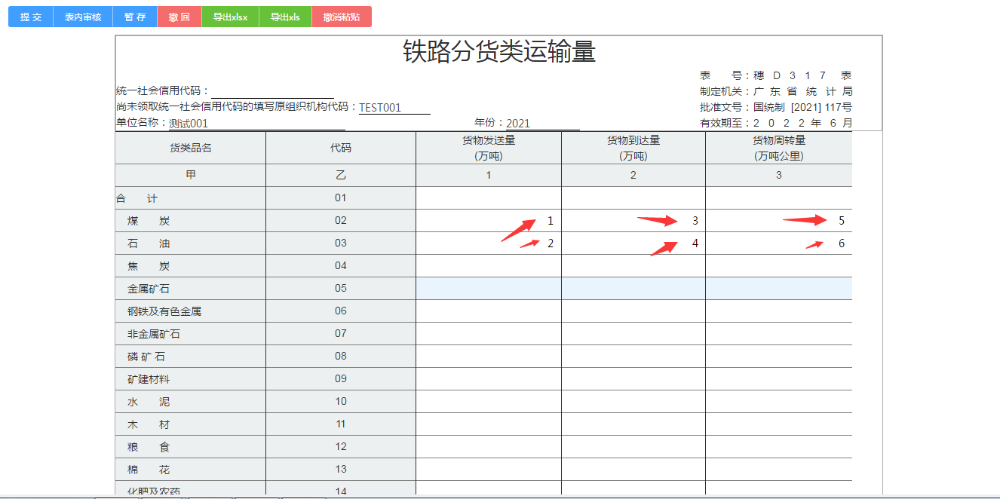 提 交 表内审核 暂 存 撤 回 导出xlsx 导出xls 撤消粘贴
铁路分货类运输量
表 号：穗 D 3 1 7 表
统一社会信用代码：
制定机关：广 东 省 统 计 局
尚未领取统一社会信用代码的填写原组织机构代码：TEST001
批准文号：国统制 [2021] 117号
单位名称：测试001 年份：2021
有效期至：2 0 2 2 年 6 月
货类品名 代码 货物发送量 货物到达量 货物周转量
(万吨) (万吨) (万吨公里)
甲 乙 1 2 3
合 计 01
煤 炭 02 1 3 5
石 油 03 2 4 6
焦 炭 04
金属矿石 05
钢铁及有色金属 06
非金属矿石 07
磷 矿 石 08
矿建材料 09
水 泥 10
木 材 11
粮 食 12
棉 花 13
化肥及农药 14